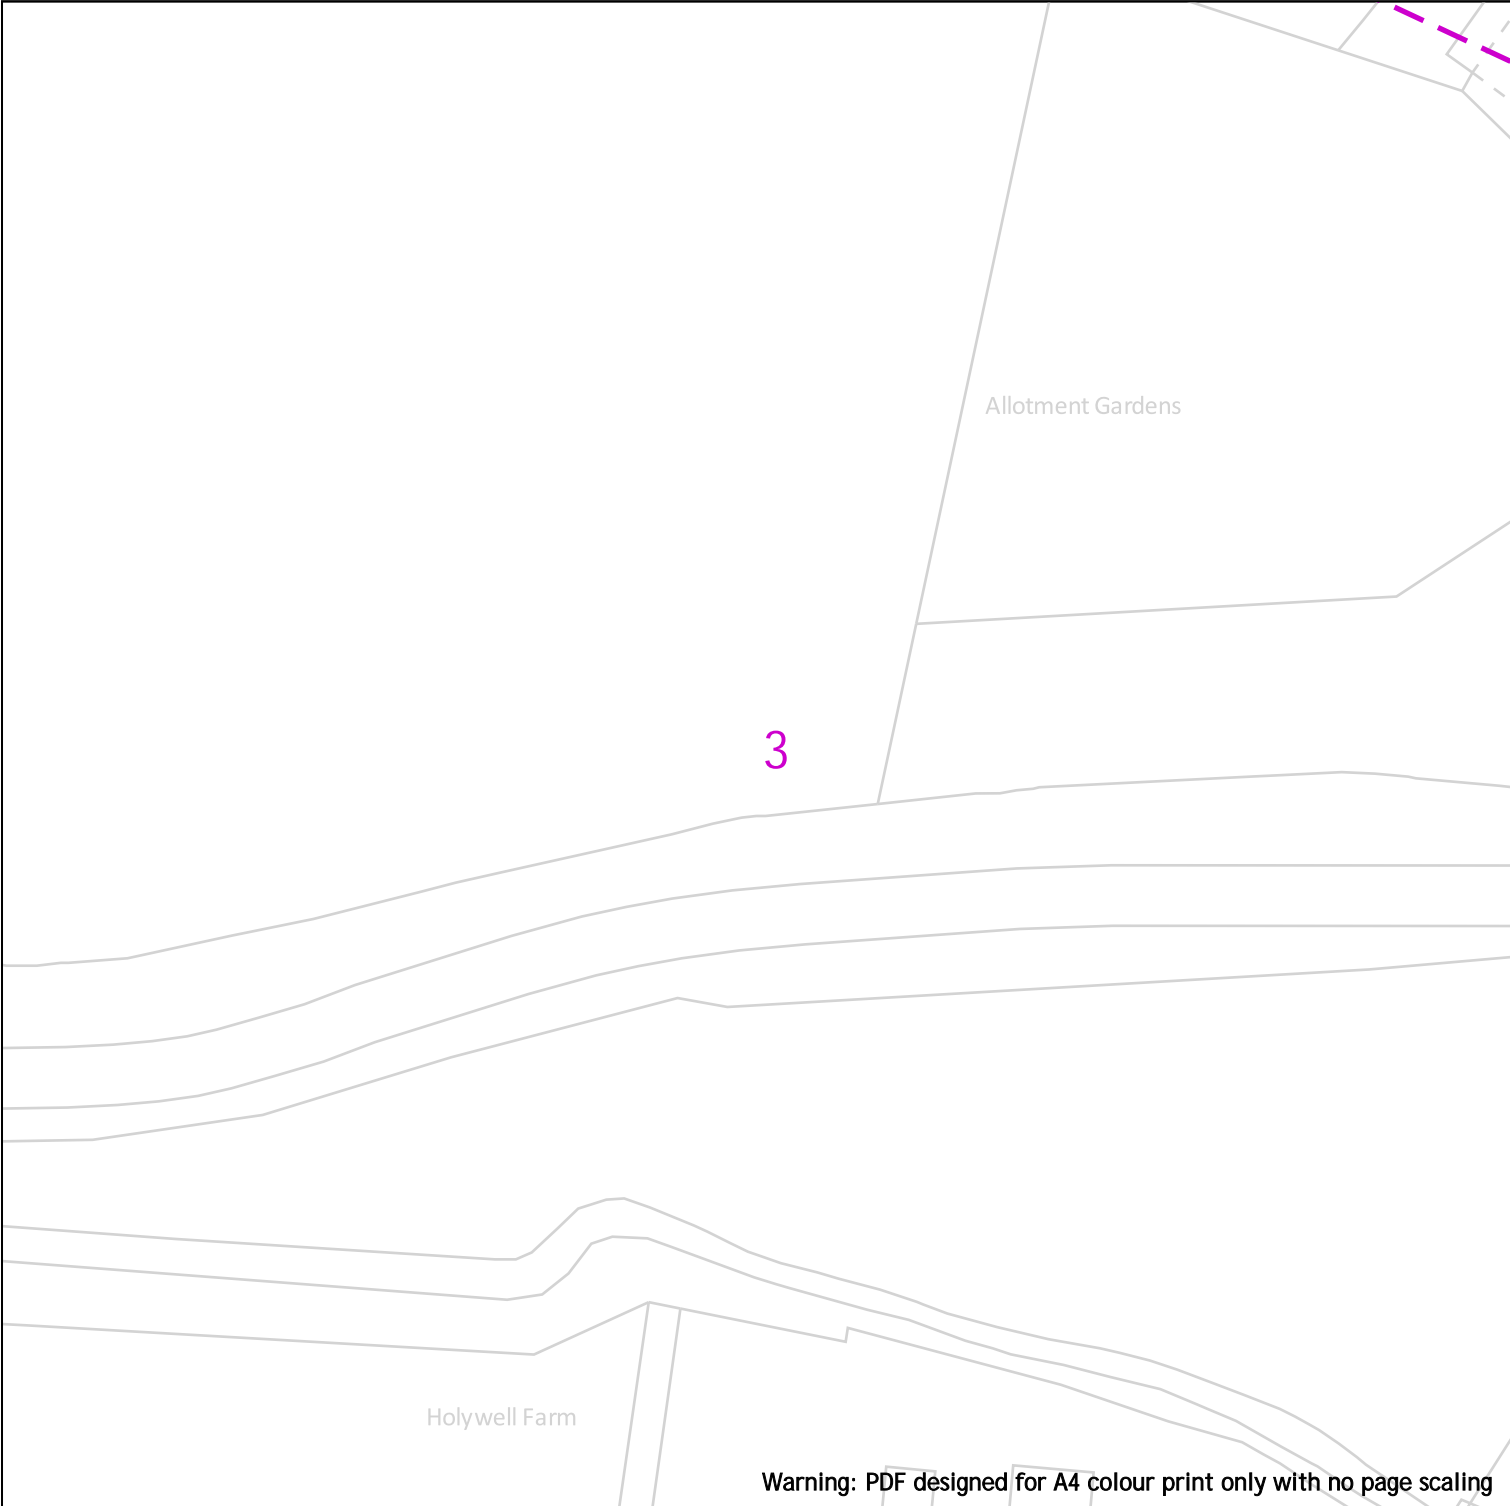 Allotment Gardens
3
Holywell Farm
Warning: PDF designed for A4 colour print only with no page scaling